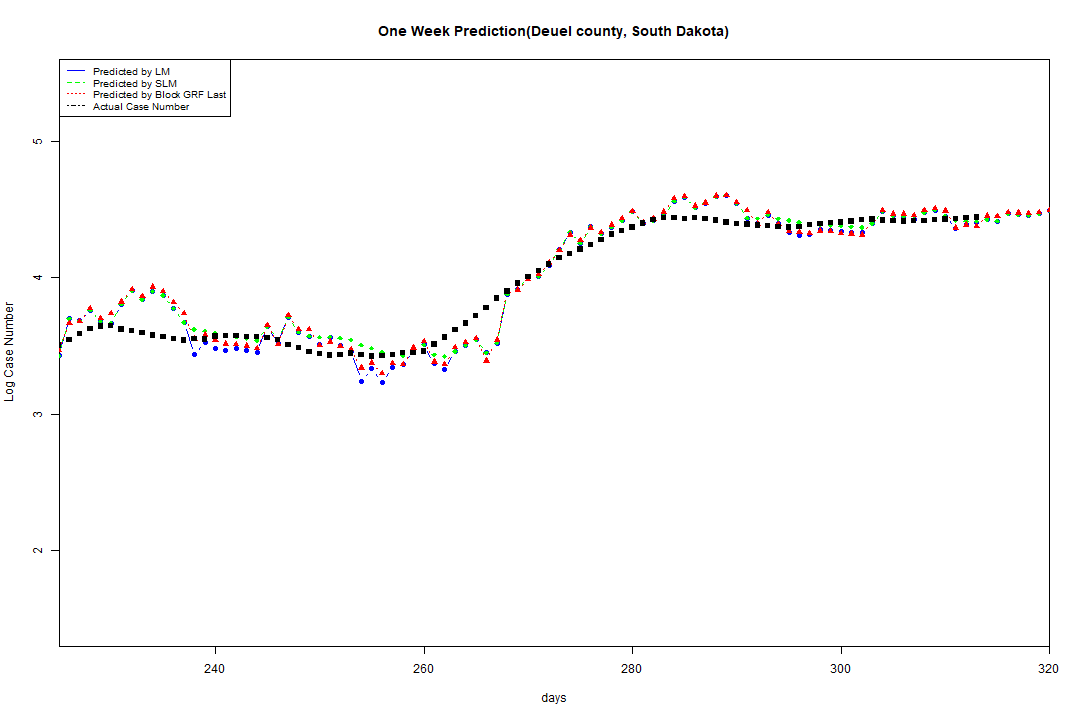 One Week Prediction(Deuel county, South Dakota)
Predicted by LM
Predicted by SLM
Predicted by Block GRF Last
Actual Case Number
5
4
3
2
Log Case Number
240
260
280
300
320
days